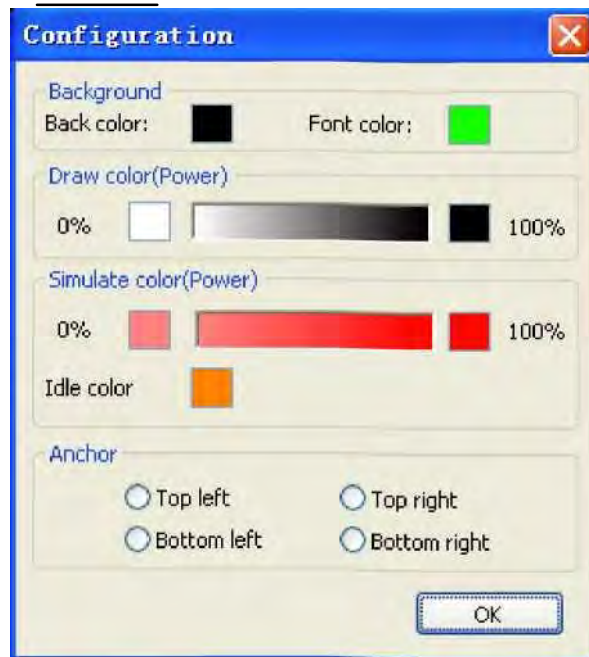 Configuration
Background
Back color: Font color:
Draw color(Power)
0% 100%
Simulate color(Power)
0% 100%
Idle color
Anchor
Top left Top right
Bottom left Bottom right
OK